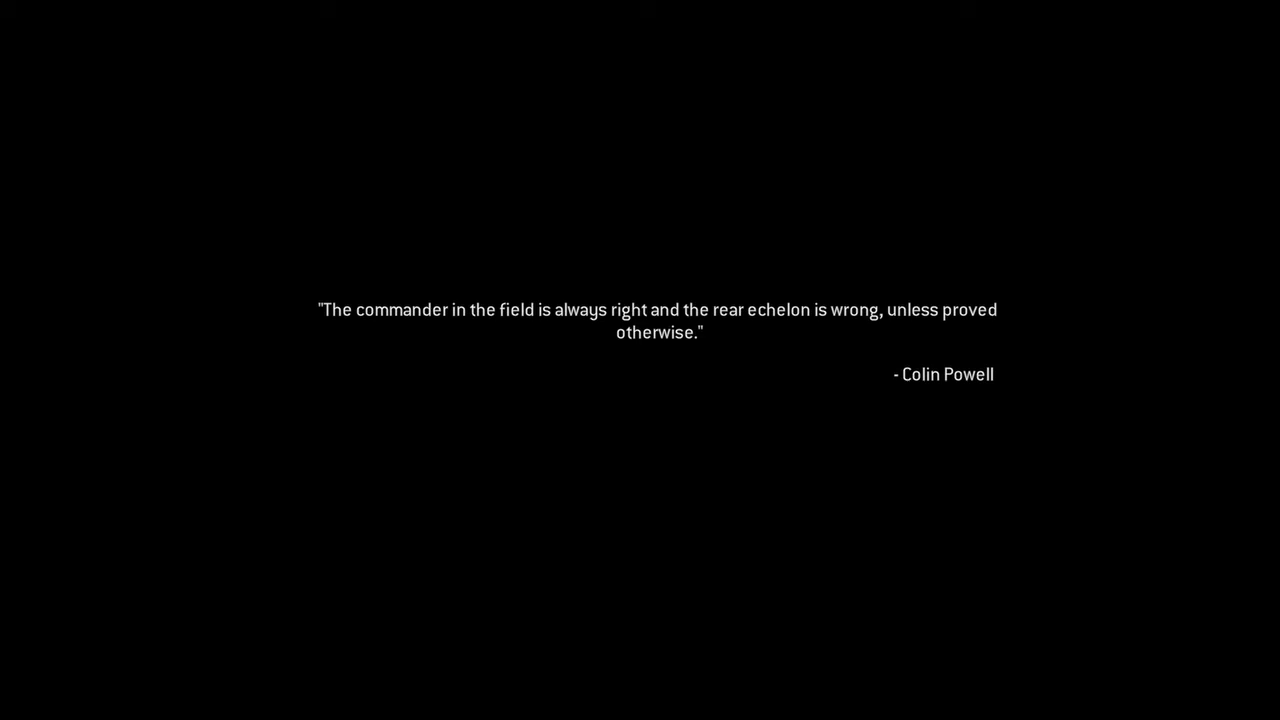 "The commander in the field is always right and the rear echelon is wrong, unless proved
otherwise."
- Colin Powell